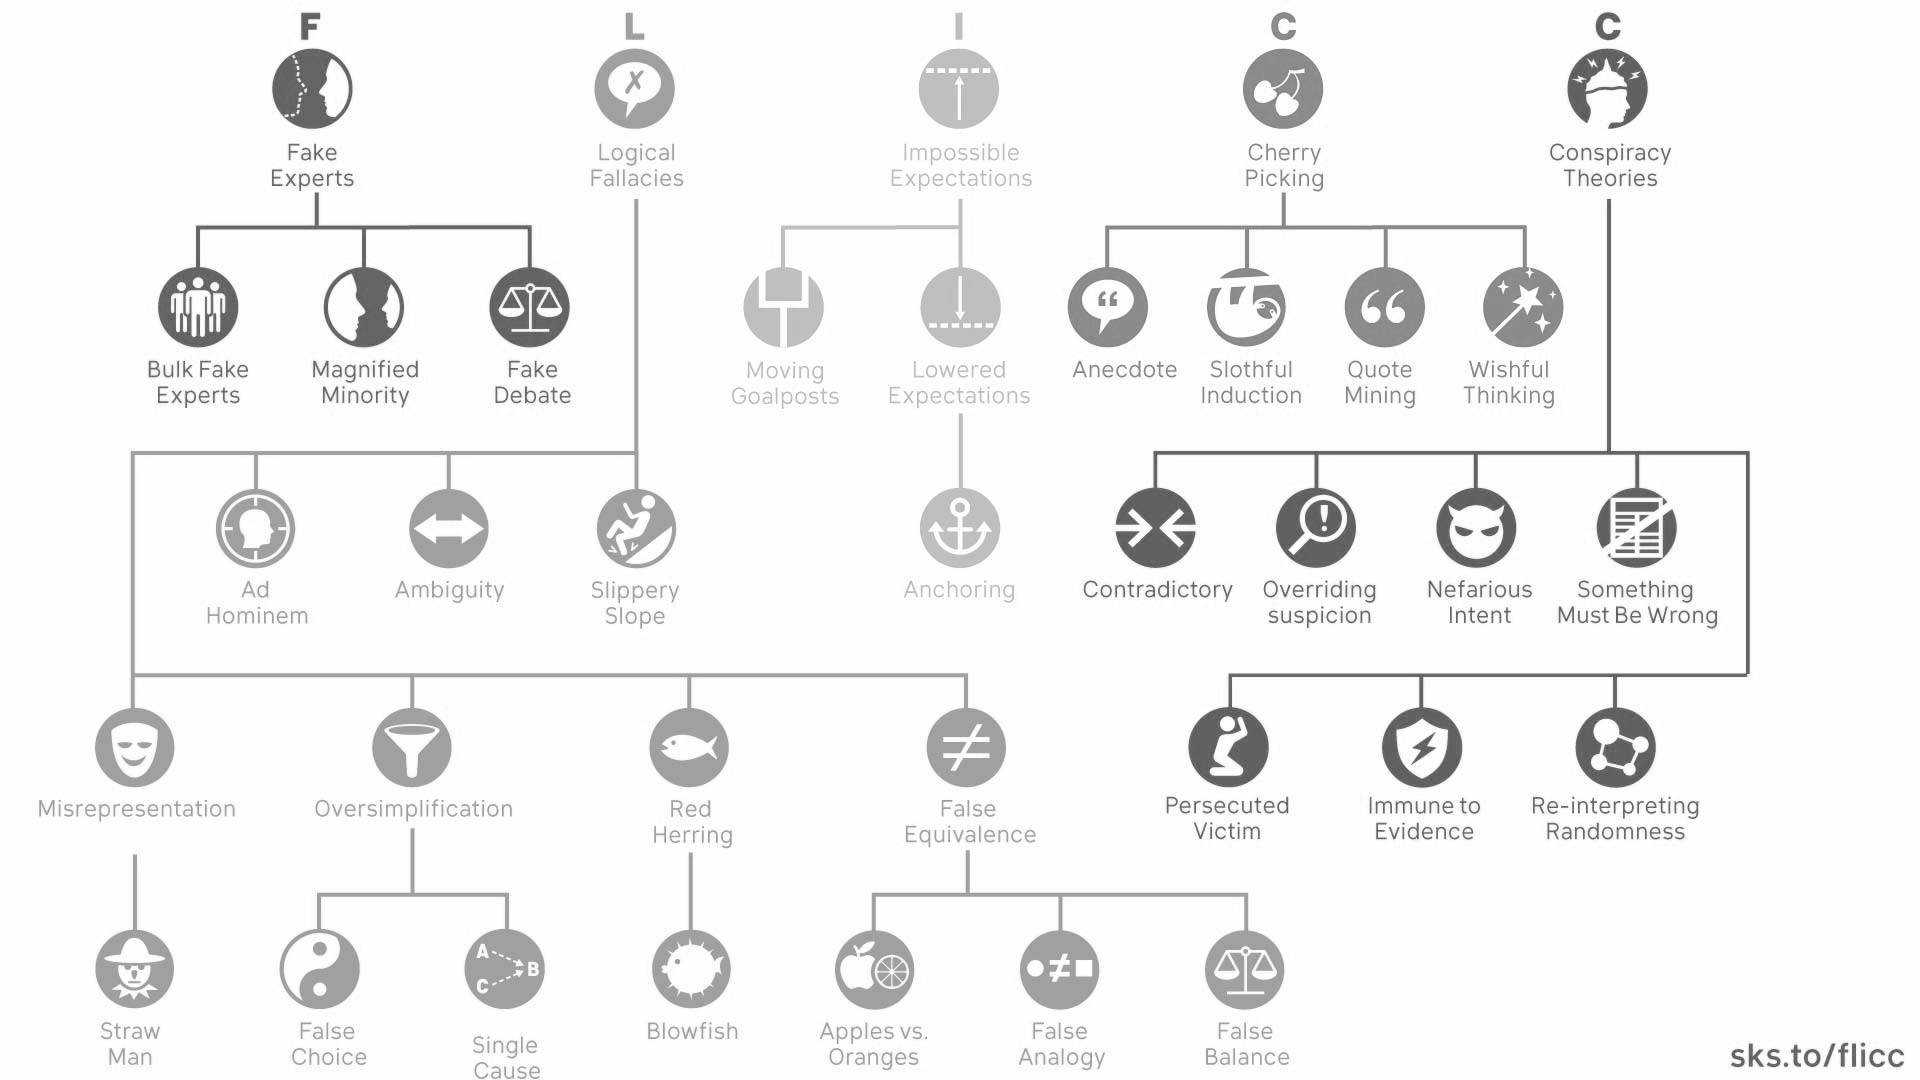 F
L
I
C
C
Fake
Experts
Logical
Fallacies
Impossible
Expectations
Cherry
Picking
Conspiracy
Theories
Bulk Fake
Experts
Magnified
Minority
Fake
Debate
Moving
Goalposts
Lowered
Expectations
Anecdote
Slothful
Induction
Quote
Mining
Wishful
Thinking
Ad
Hominem
Ambiguity
Slippery
Slope
Anchoring
Contradictory
Overriding
suspicion
Nefarious
Intent
Something
Must Be Wrong
Misrepresentation
Oversimplification
Red
Herring
False
Equivalence
Persecuted
Victim
Immune to
Evidence
Re-interpreting
Randomness
Straw
Man
False
Choice
A
B
C
Single
Cause
Blowfish
Apples vs.
Oranges
False
Analogy
False
Balance
sks.to/flicc